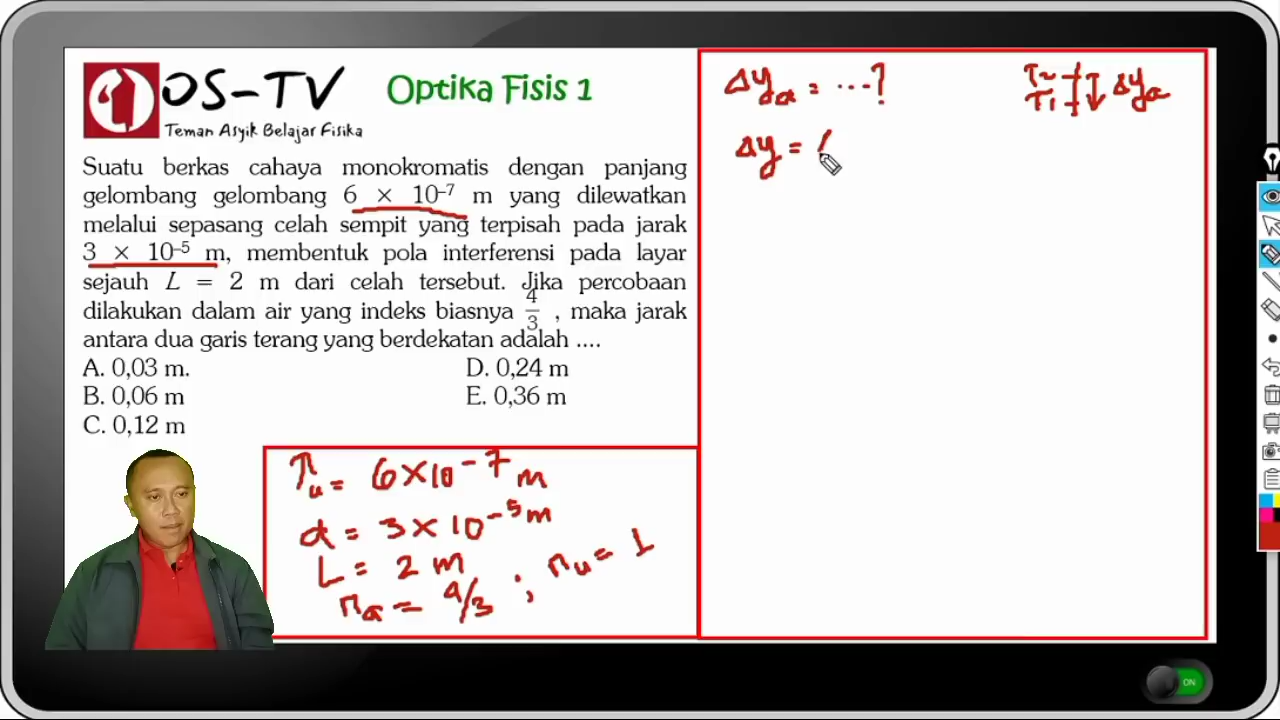 OS-TV
Teman Asyik Belajar Fisika
Optika Fisis 1
Suatu berkas cahaya monokromatis dengan panjang
gelombang gelombang 6 × 10⁻⁷ m yang dilewatkan
melalui sepasang celah sempit yang terpisah pada jarak
3 × 10⁻⁵ m, membentuk pola interferensi pada layar
sejauh L = 2 m dari celah tersebut. Jika percobaan
dilakukan dalam air yang indeks biasnya 4/3 , maka jarak
antara dua garis terang yang berdekatan adalah ....
A. 0,03 m.
B. 0,06 m
C. 0,12 m
D. 0,24 m
E. 0,36 m
λu = 6×10⁻⁷ m
d = 3×10⁻⁵ m
L = 2 m
na = 4/3 ; nu = 1
Δya = ...?
T2
T1
Δya
Δy =
ON